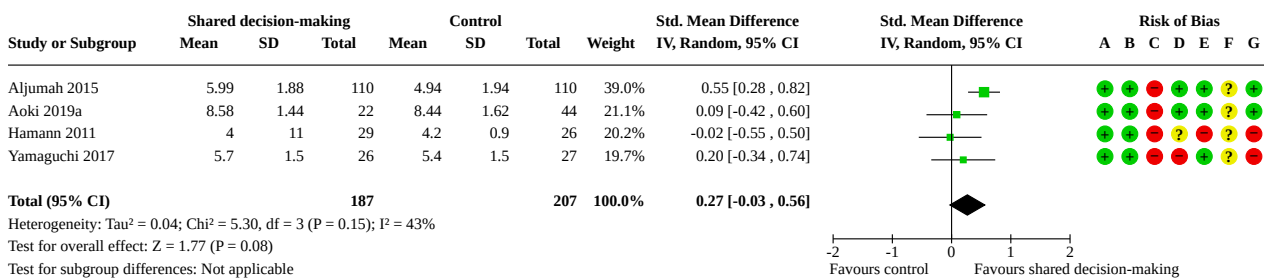 Shared decision-making Control Std. Mean Difference Std. Mean Difference Risk of Bias
Study or Subgroup Mean SD Total Mean SD Total Weight IV, Random, 95% CI IV, Random, 95% CI A B C D E F G
Aljumah 2015 5.99 1.88 110 4.94 1.94 110 39.0% 0.55 [0.28 , 0.82] + + − + + ? +
Aoki 2019a 8.58 1.44 22 8.44 1.62 44 21.1% 0.09 [-0.42 , 0.60] + + − + + ? +
Hamann 2011 4 11 29 4.2 0.9 26 20.2% -0.02 [-0.55 , 0.50] + + − ? − ? −
Yamaguchi 2017 5.7 1.5 26 5.4 1.5 27 19.7% 0.20 [-0.34 , 0.74] + + − − + ? −
Total (95% CI) 187 207 100.0% 0.27 [-0.03 , 0.56]
Heterogeneity: Tau² = 0.04; Chi² = 5.30, df = 3 (P = 0.15); I² = 43%
Test for overall effect: Z = 1.77 (P = 0.08)
-2 -1 0 1 2
Test for subgroup differences: Not applicable Favours control Favours shared decision-making